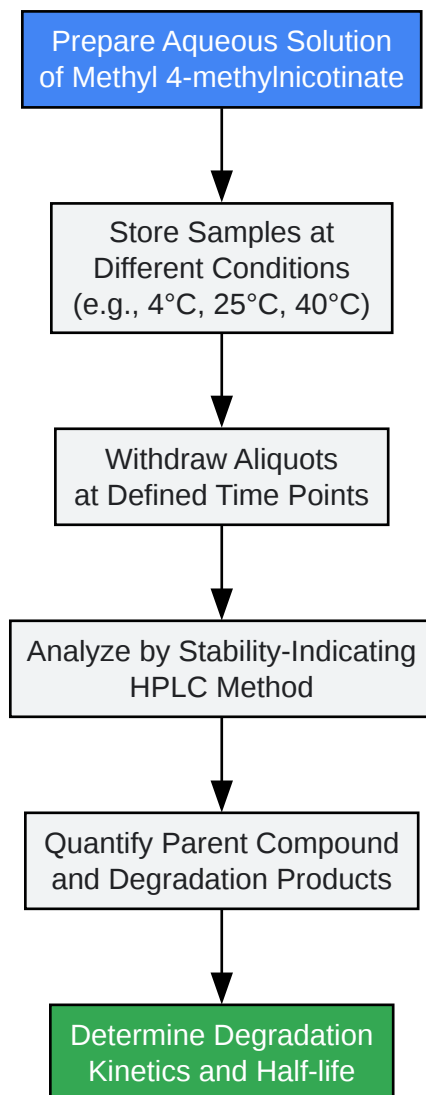 Prepare Aqueous Solution
of Methyl 4-methylnicotinate
Store Samples at
Different Conditions
(e.g., 4°C, 25°C, 40°C)
Withdraw Aliquots
at Defined Time Points
Analyze by Stability-Indicating
HPLC Method
Quantify Parent Compound
and Degradation Products
Determine Degradation
Kinetics and Half-life